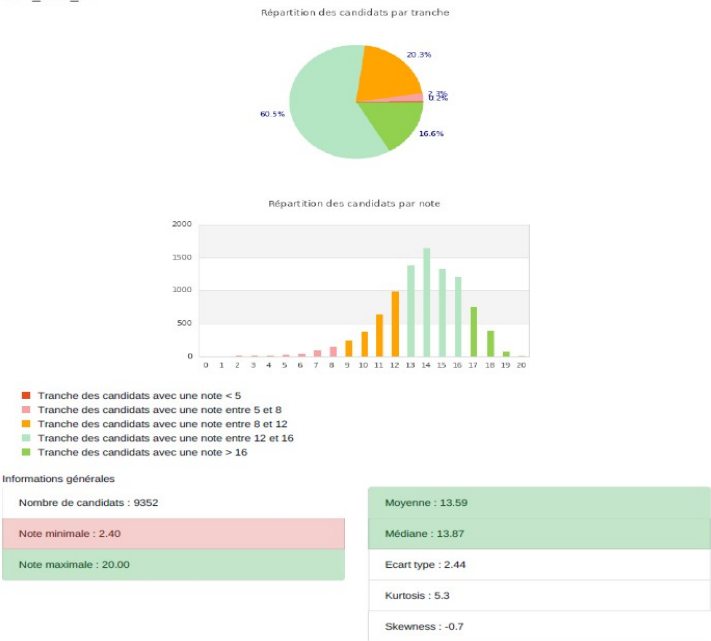 Répartition des candidats par tranche
20.3%
2.3%
0.2%
60.5%
16.6%
Répartition des candidats par note
2000
1500
1000
500
0
0 1 2 3 4 5 6 7 8 9 10 11 12 13 14 15 16 17 18 19 20
Tranche des candidats avec une note < 5
Tranche des candidats avec une note entre 5 et 8
Tranche des candidats avec une note entre 8 et 12
Tranche des candidats avec une note entre 12 et 16
Tranche des candidats avec une note > 16
Informations générales
Nombre de candidats : 9352
Note minimale : 2.40
Note maximale : 20.00
Moyenne : 13.59
Médiane : 13.87
Ecart type : 2.44
Kurtosis : 5.3
Skewness : -0.7